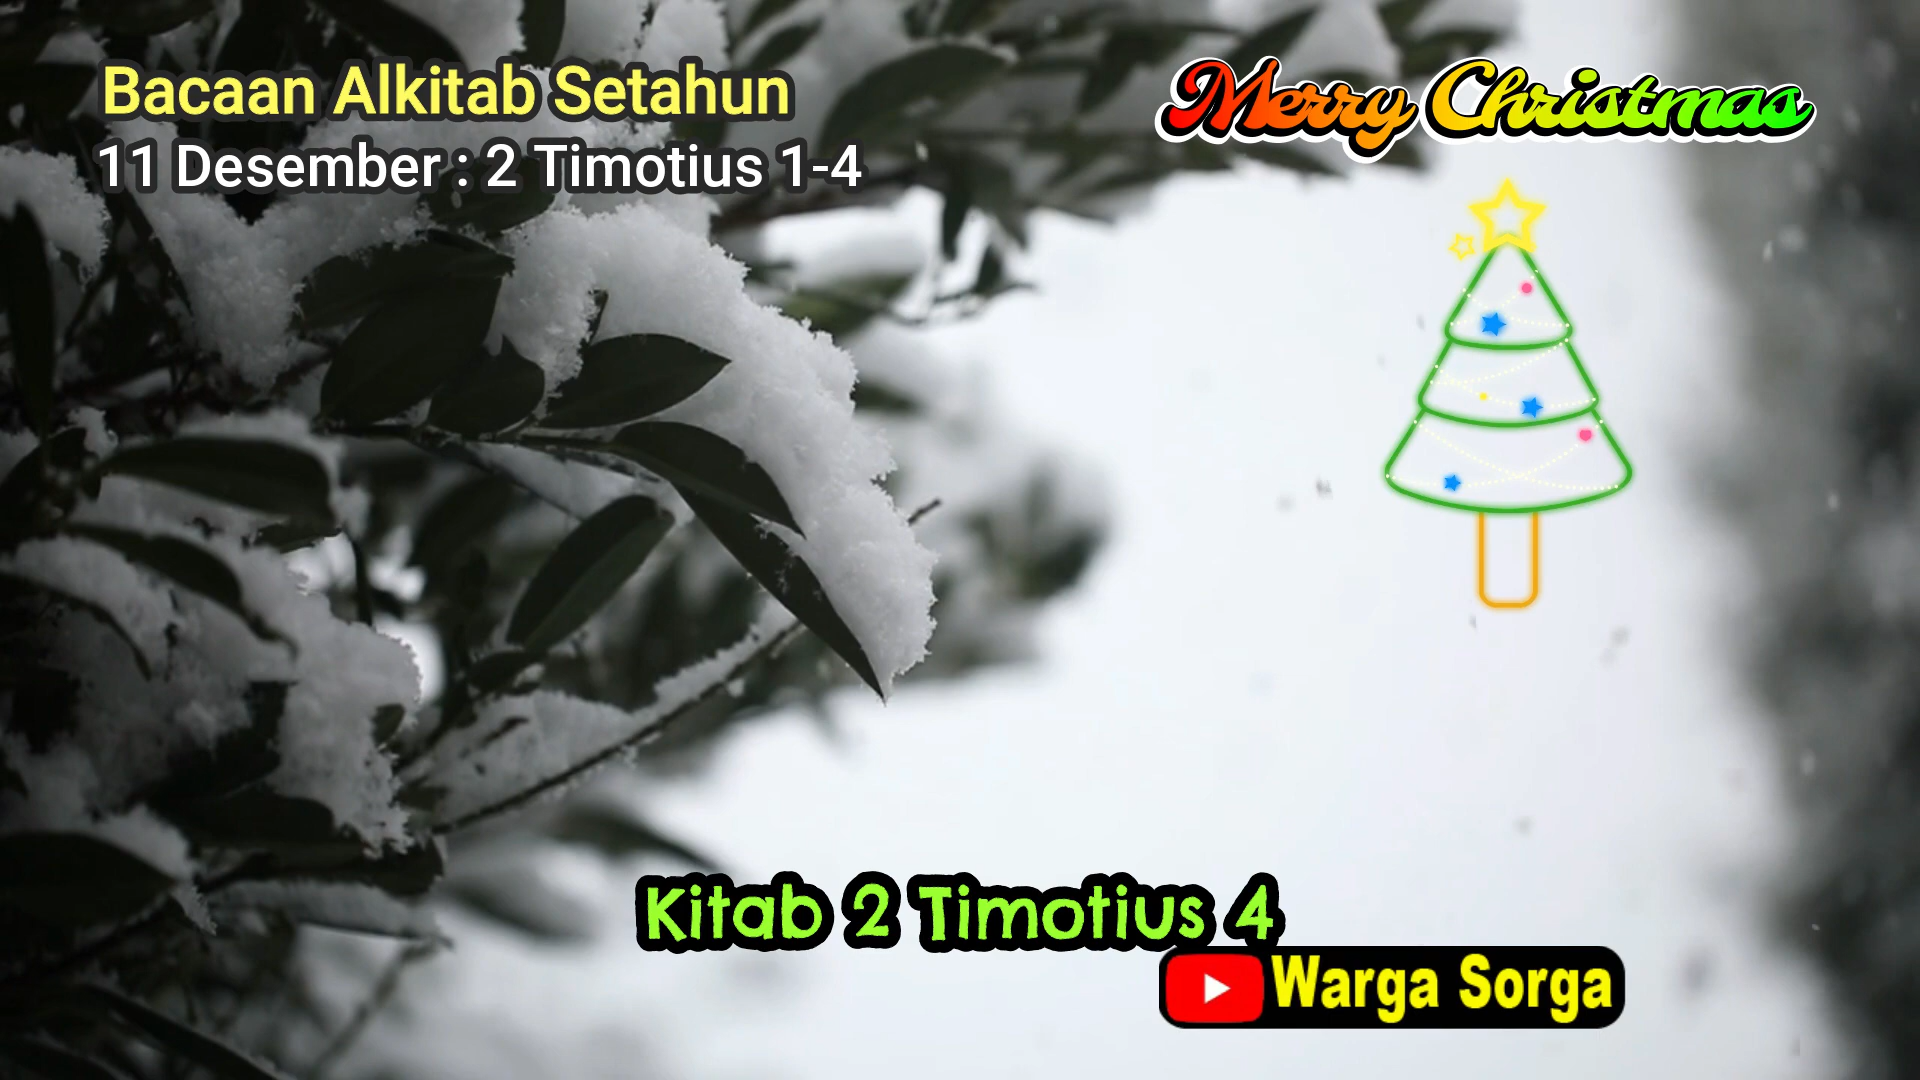 Bacaan Alkitab Setahun
11 Desember : 2 Timotius 1-4
Merry Christmas
Kitab 2 Timotius 4
Warga Sorga